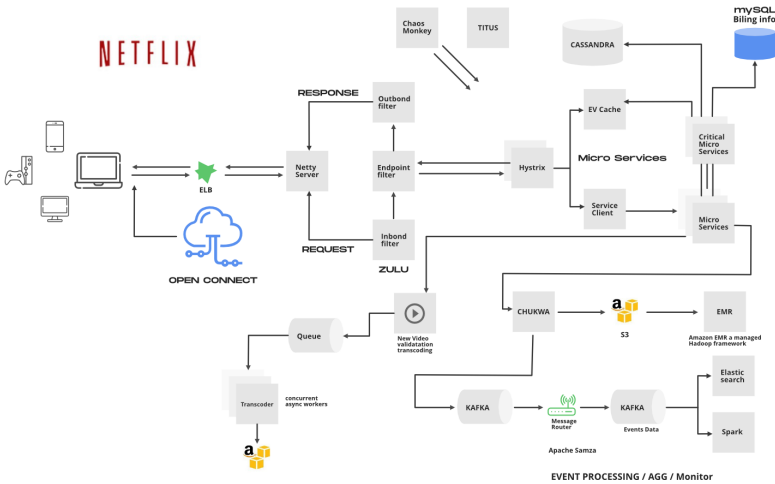 NETFLIX
Chaos
Monkey
TITUS
CASSANDRA
mySQL
Biling info
RESPONSE
Outbond
filter
EV Cache
Critical
Micro
Services
ELB
Netty
Server
Endpoint
filter
Hystrix
Micro Services
Service
Client
Micro
Services
REQUEST
Inbond
filter
ZULU
OPEN CONNECT
Queue
New Video
validatation
transcoding
CHUKWA
a
S3
EMR
Amazon EMR a managed
Hadoop framework
Transcoder
concurrent
async workers
KAFKA
Message
Router
KAFKA
Events Data
Elastic
search
Spark
Apache Samza
a
EVENT PROCESSING / AGG / Monitor